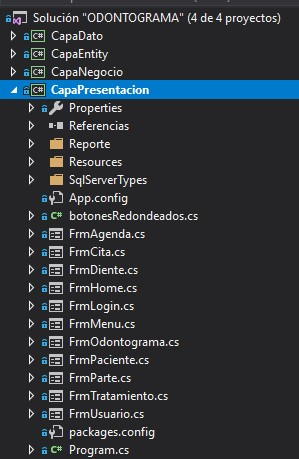 Solución "ODONTOGRAMA" (4 de 4 proyectos)
C# CapaDato
C# CapaEntity
C# CapaNegocio
C# CapaPresentacion
Properties
Referencias
Reporte
Resources
SqlServerTypes
App.config
C# botonesRedondeados.cs
FrmAgenda.cs
FrmCita.cs
FrmDiente.cs
FrmHome.cs
FrmLogin.cs
FrmMenu.cs
FrmOdontograma.cs
FrmPaciente.cs
FrmParte.cs
FrmTratamiento.cs
FrmUsuario.cs
packages.config
C# Program.cs